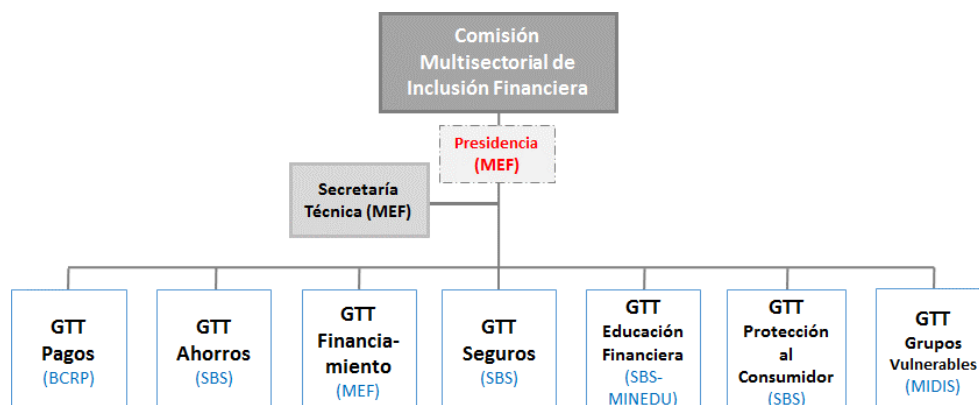 Comisión
Multisectorial de
Inclusión Financiera
Presidencia
(MEF)
Secretaría
Técnica (MEF)
GTT
Pagos
(BCRP)
GTT
Ahorros
(SBS)
GTT
Financia-
miento
(MEF)
GTT
Seguros
(SBS)
GTT
Educación
Financiera
(SBS-
MINEDU)
GTT
Protección
al
Consumidor
(SBS)
GTT
Grupos
Vulnerables
(MIDIS)